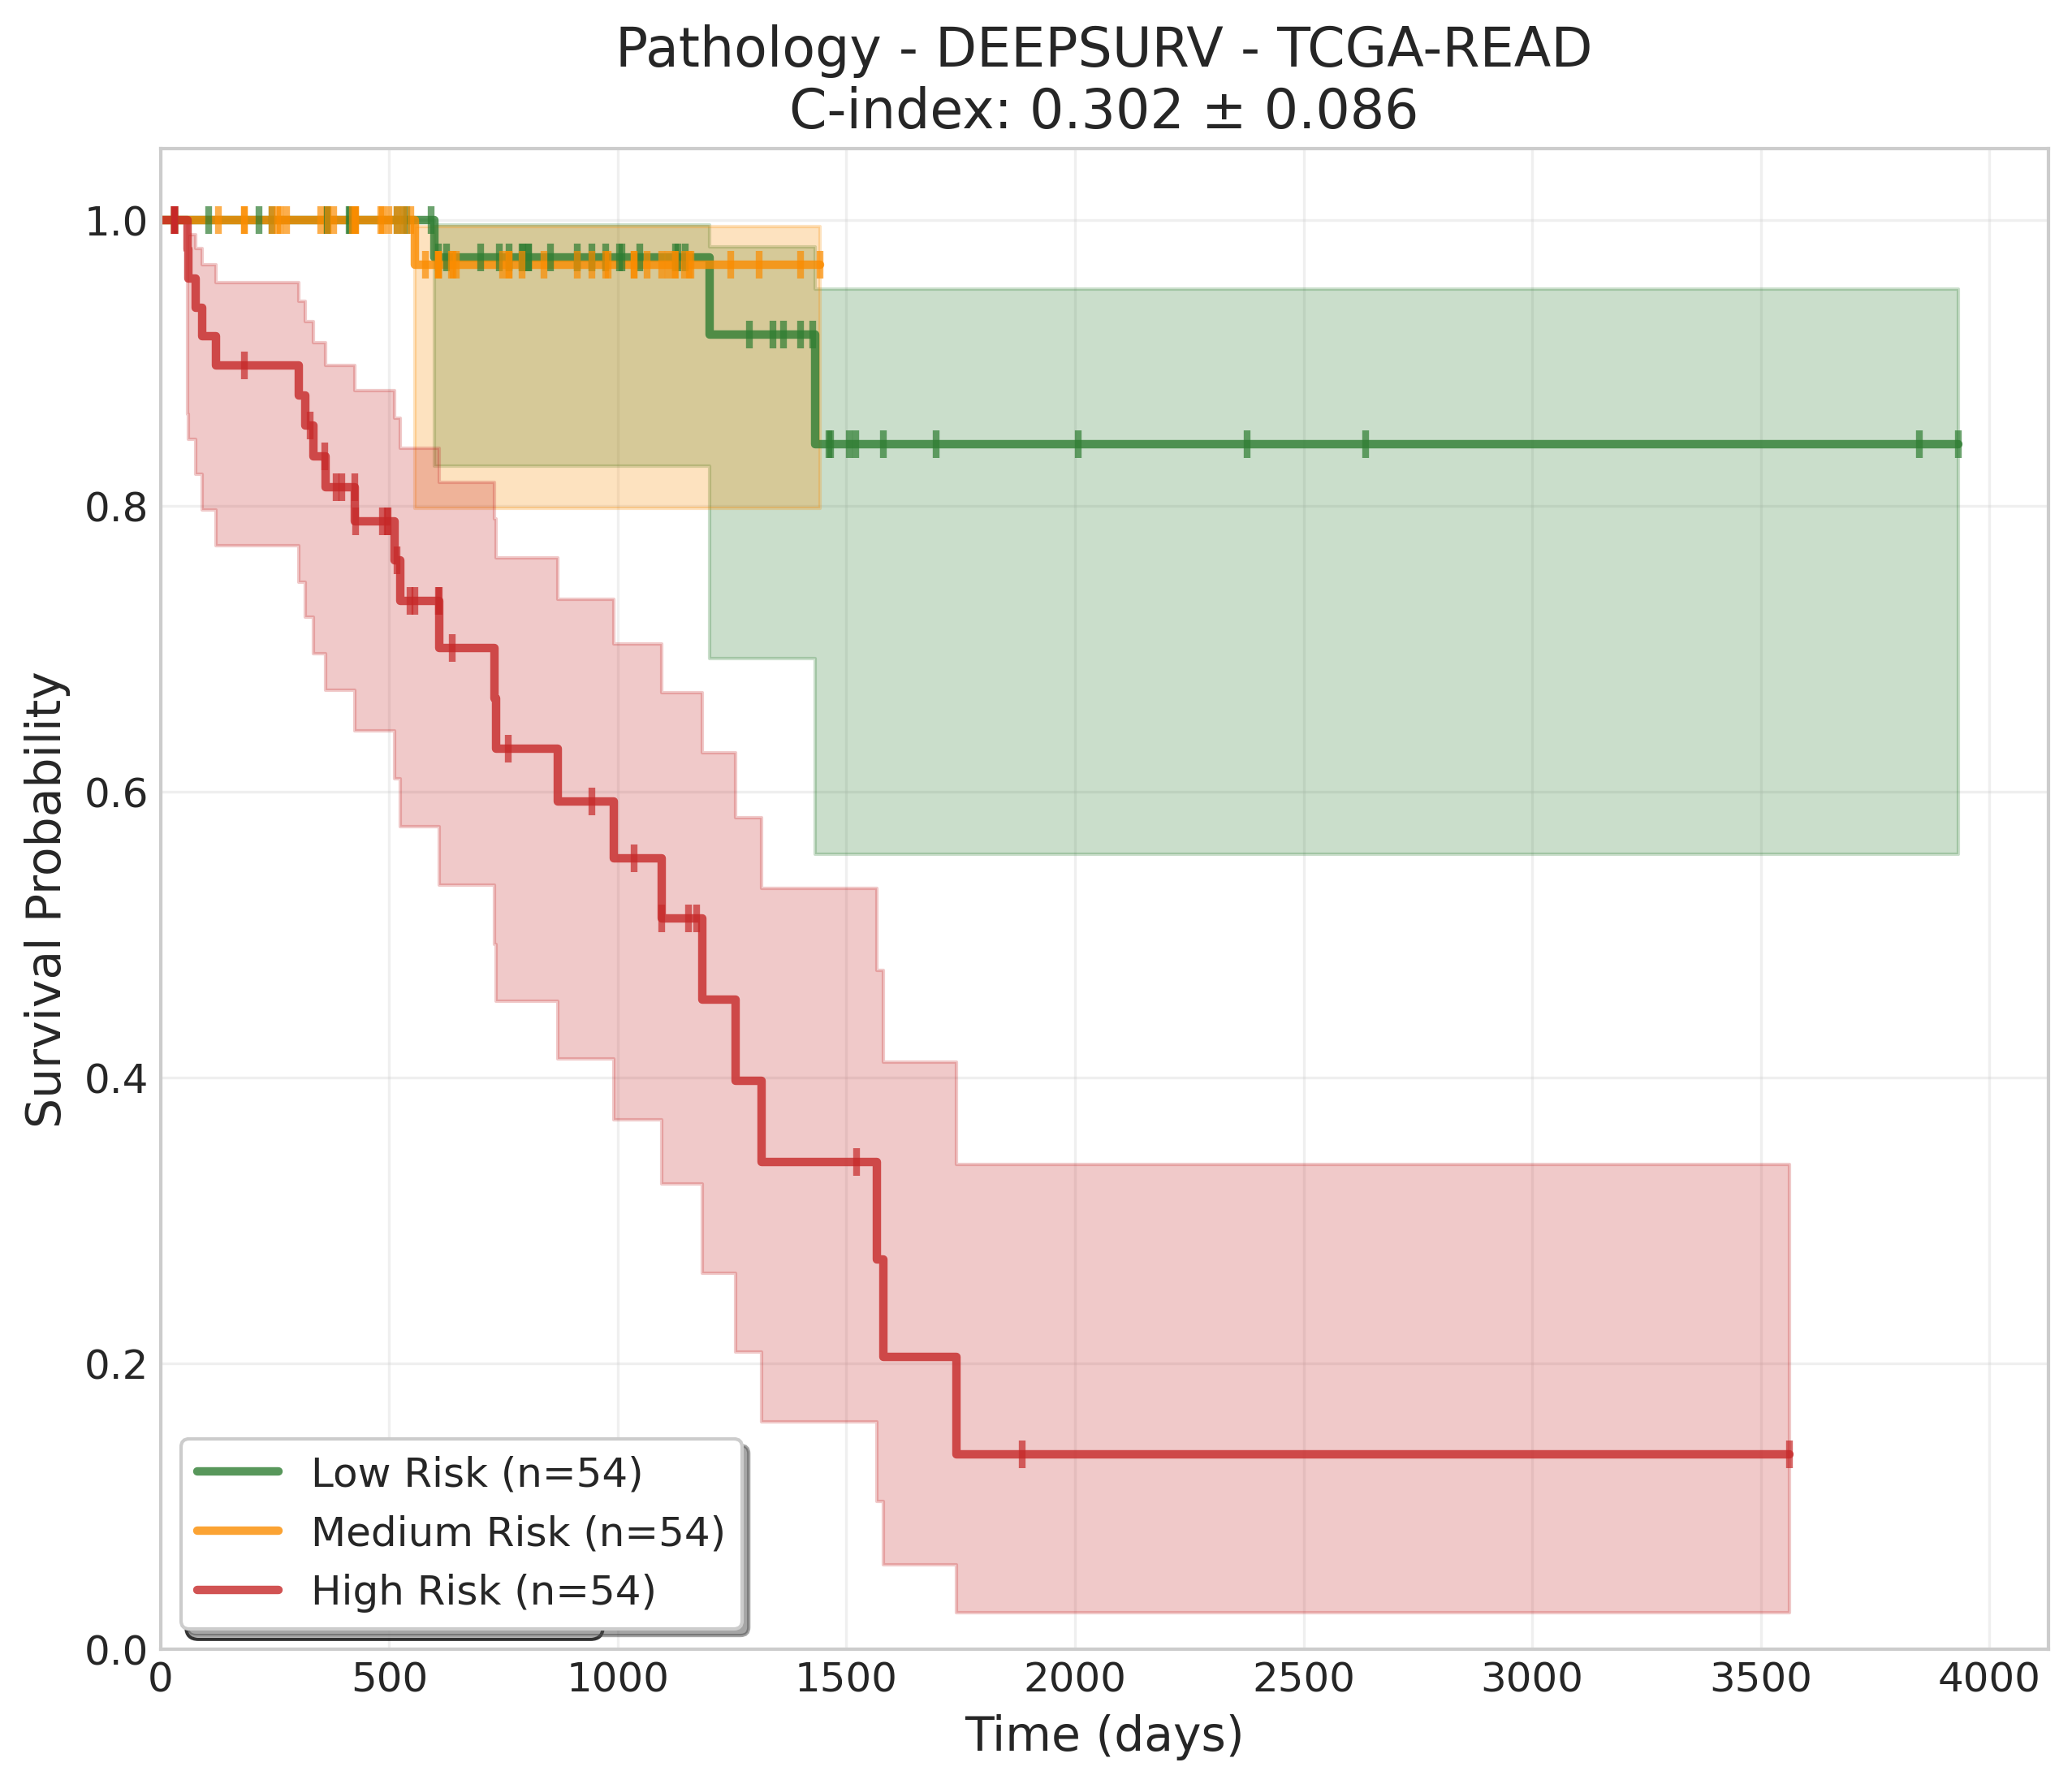 Pathology - DEEPSURV - TCGA-READ
C-index: 0.302 ± 0.086
Survival Probability
1.0
0.8
0.6
0.4
0.2
0.0
Low Risk (n=54)
Medium Risk (n=54)
High Risk (n=54)
0 500 1000 1500 2000 2500 3000 3500 4000
Time (days)